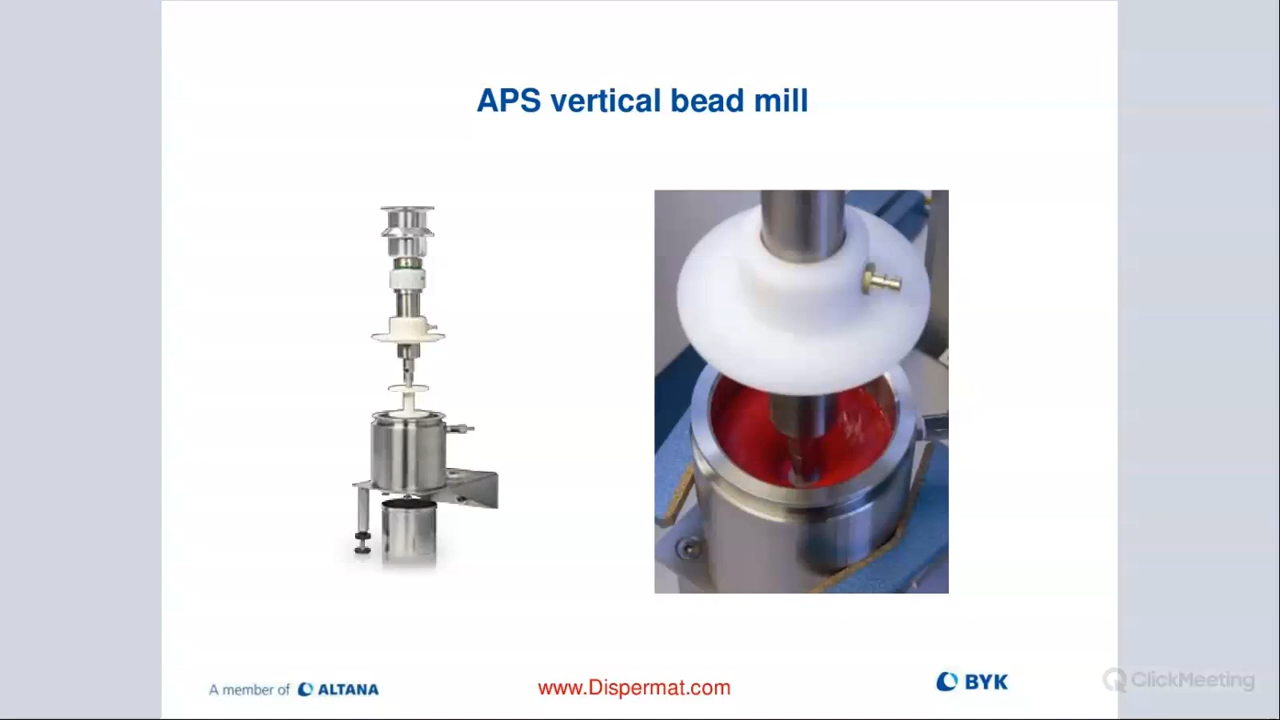 APS vertical bead mill
A member of ALTANA
www.Dispermat.com
BYK
ClickMeeting